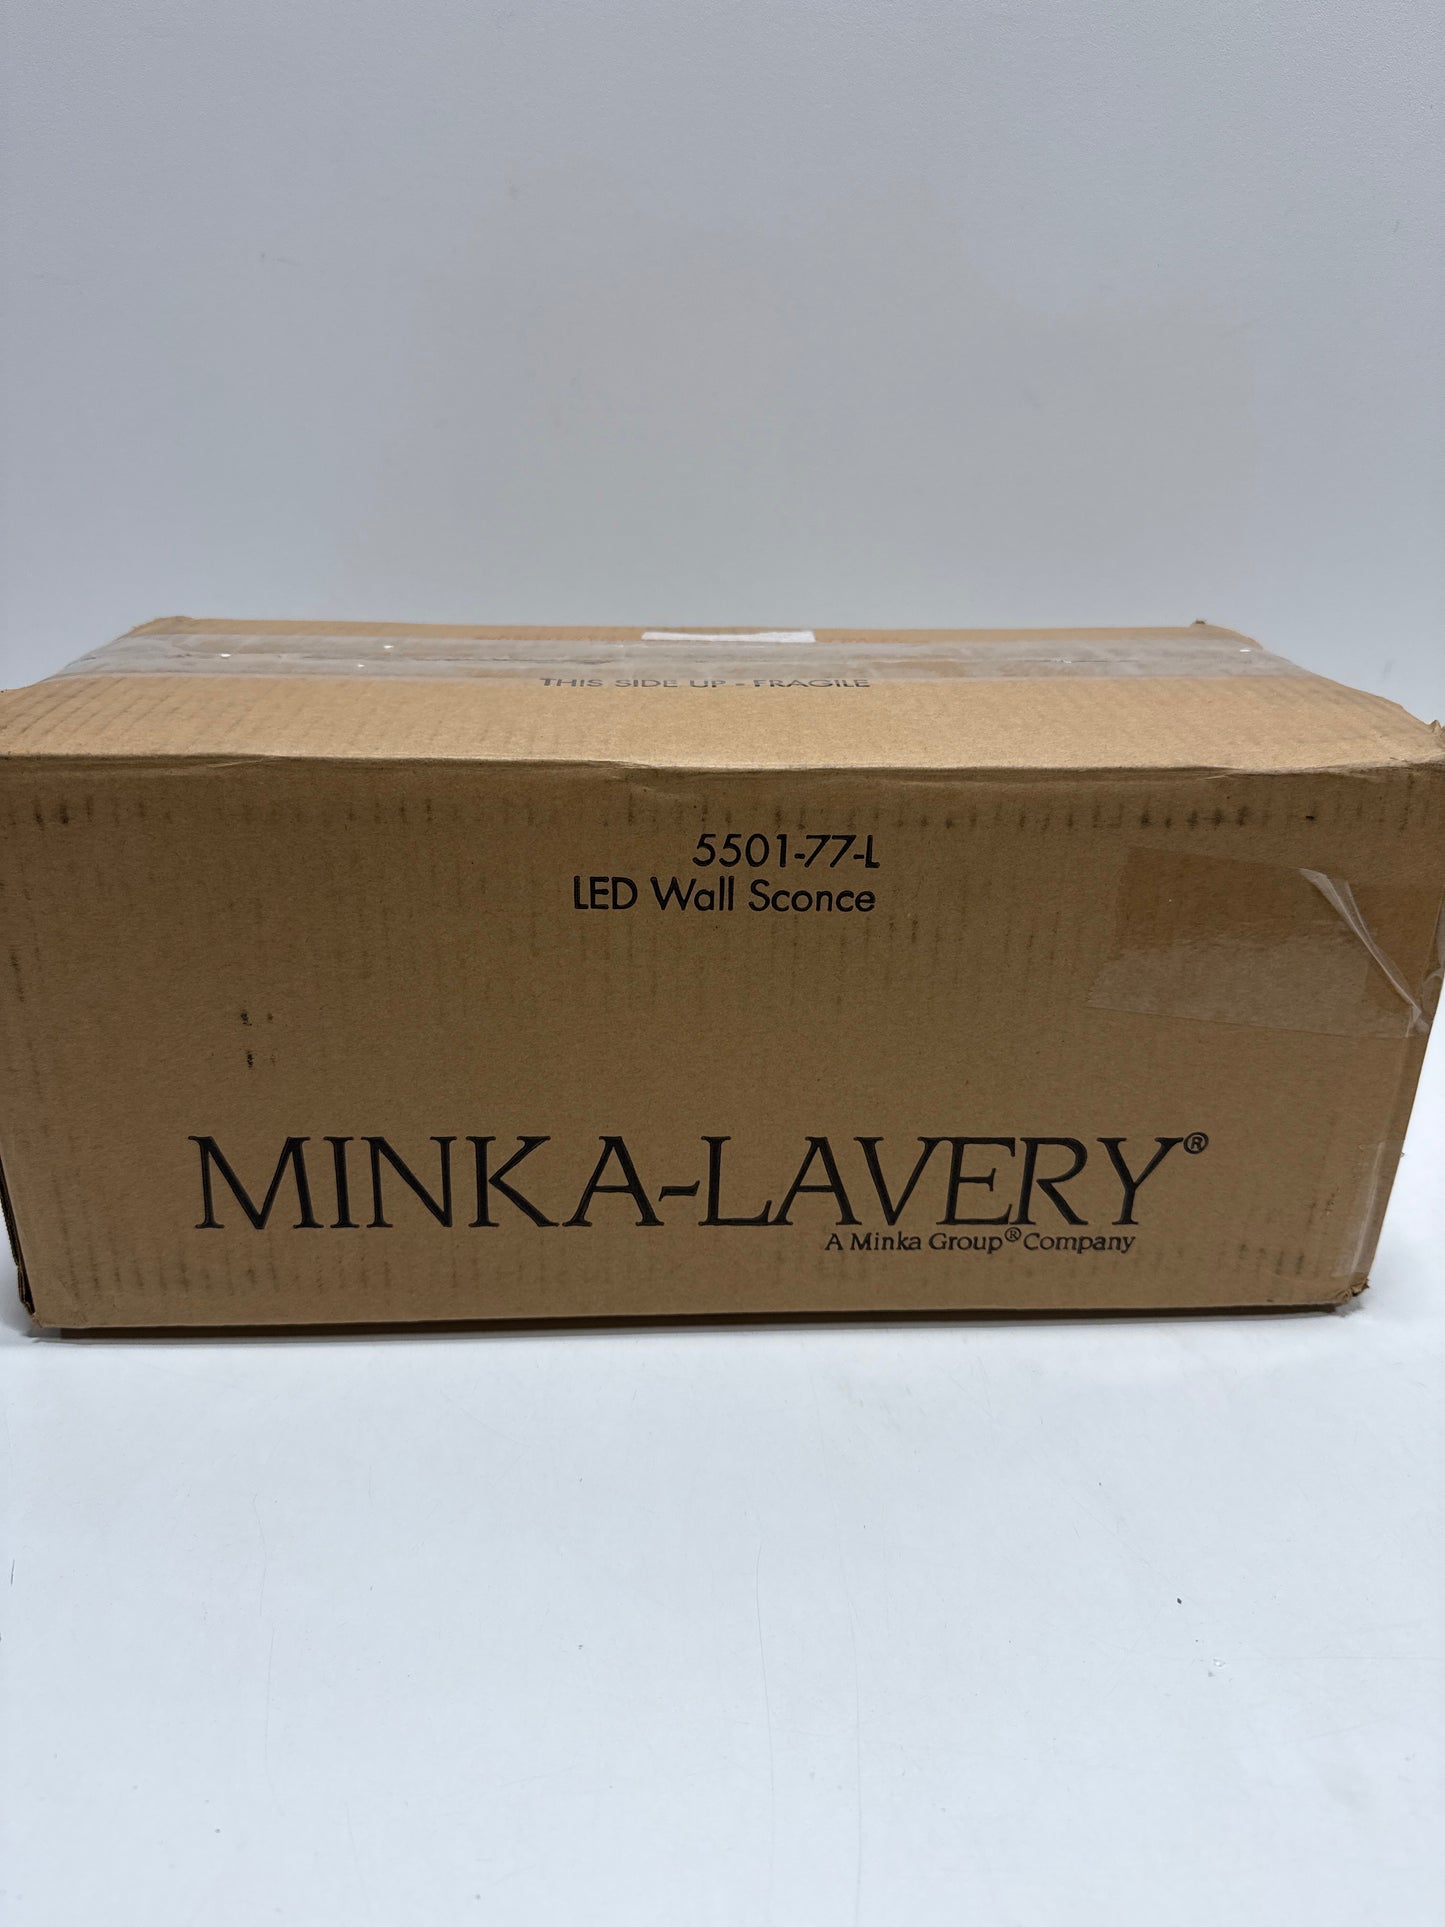 THIS SIDE UP - FRAGILE
5501-77-L
LED Wall Sconce
MINKA-LAVERY®
A Minka Group® Company